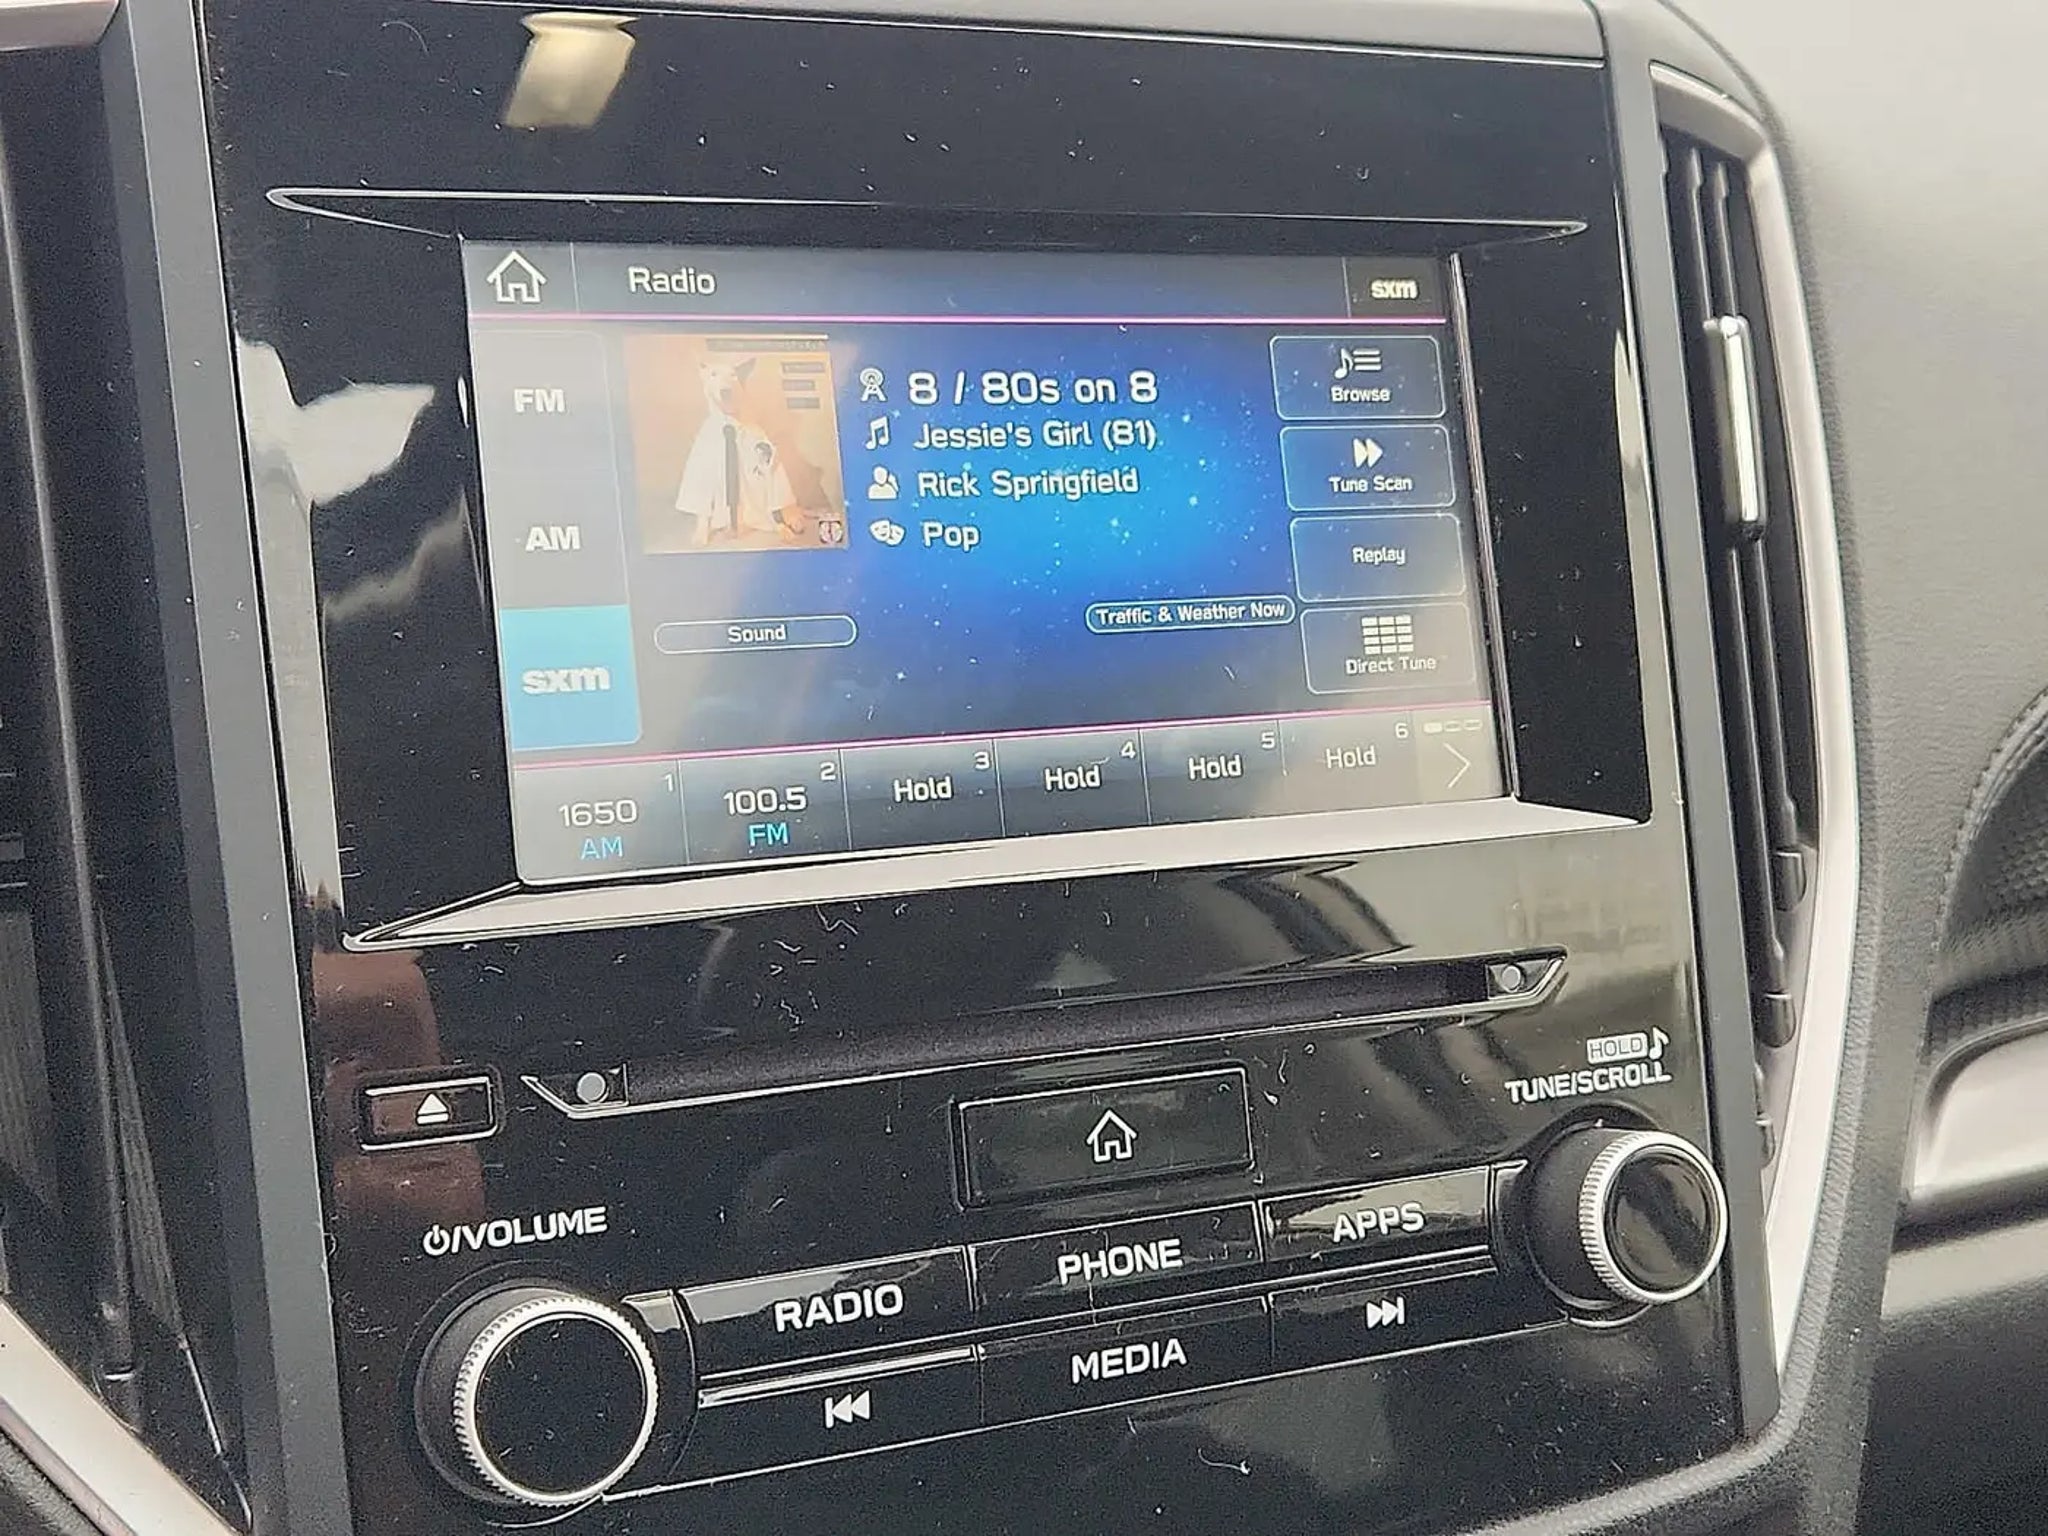 Radio
sxm
FM
AM
sxm
8 / 80s on 8
Jessie's Girl (81)
Rick Springfield
Pop
Browse
Tune Scan
Replay
Direct Tune
Sound
Traffic & Weather Now
1
1650
AM
2
100.5
FM
3
Hold
4
Hold
5
Hold
6
Hold
HOLD
TUNE/SCROLL
/VOLUME
RADIO
PHONE
APPS
MEDIA